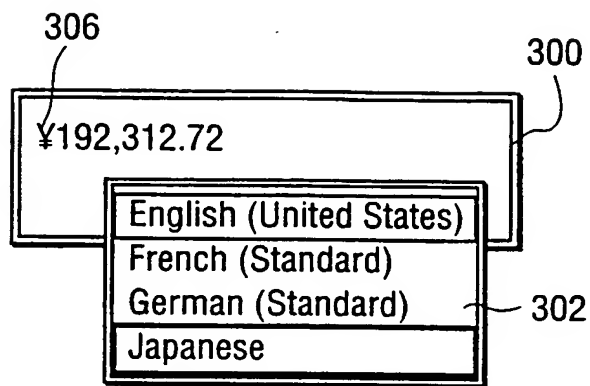 306
300
¥192,312.72
English (United States)
French (Standard)
German (Standard)
302
Japanese